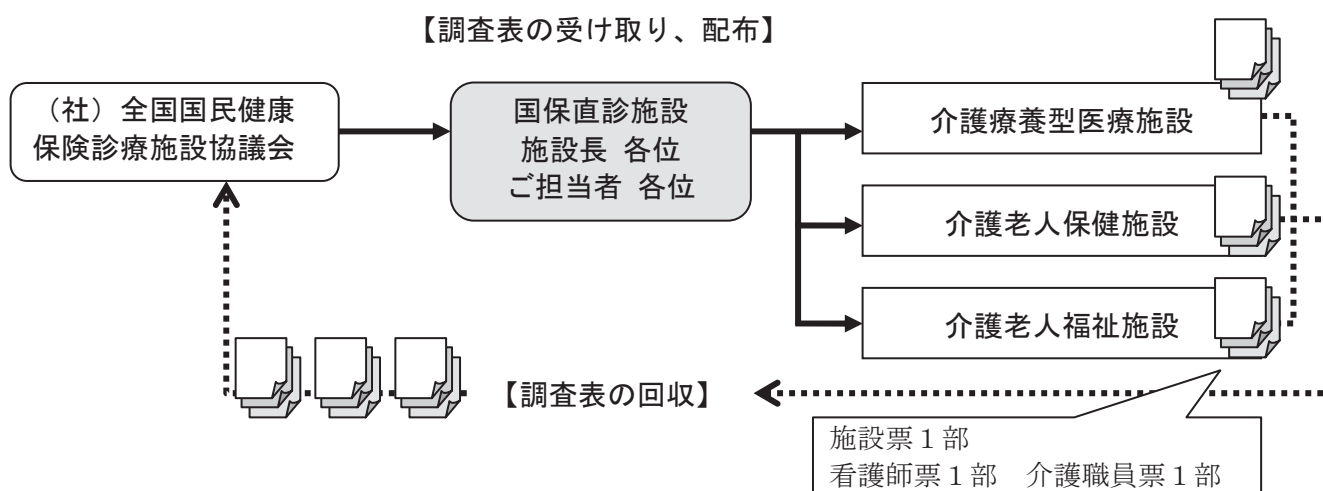 【調査表の受け取り、配布】
（社）全国国民健康
保険診療施設協議会
国保直診施設
施設長 各位
ご担当者 各位
介護療養型医療施設
介護老人保健施設
介護老人福祉施設
【調査表の回収】
施設票１部
看護師票１部　介護職員票１部